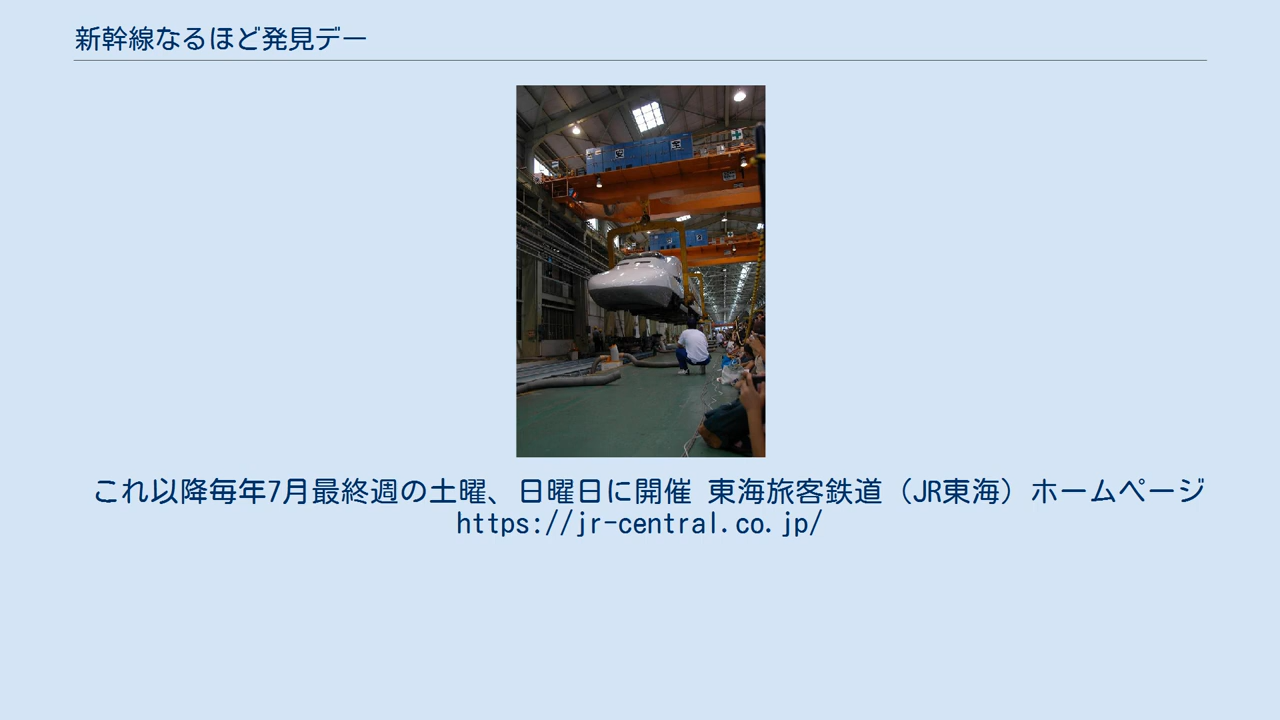 新幹線なるほど発見デー
これ以降毎年7月最終週の土曜、日曜日に開催 東海旅客鉄道（JR東海）ホームページ
https://jr-central.co.jp/